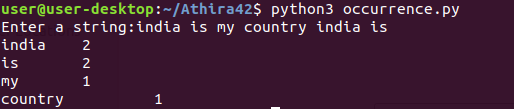 user@user-desktop:~/Athira42$ python3 occurrence.py
Enter a string:india is my country india is
india    2
is       2
my       1
country          1